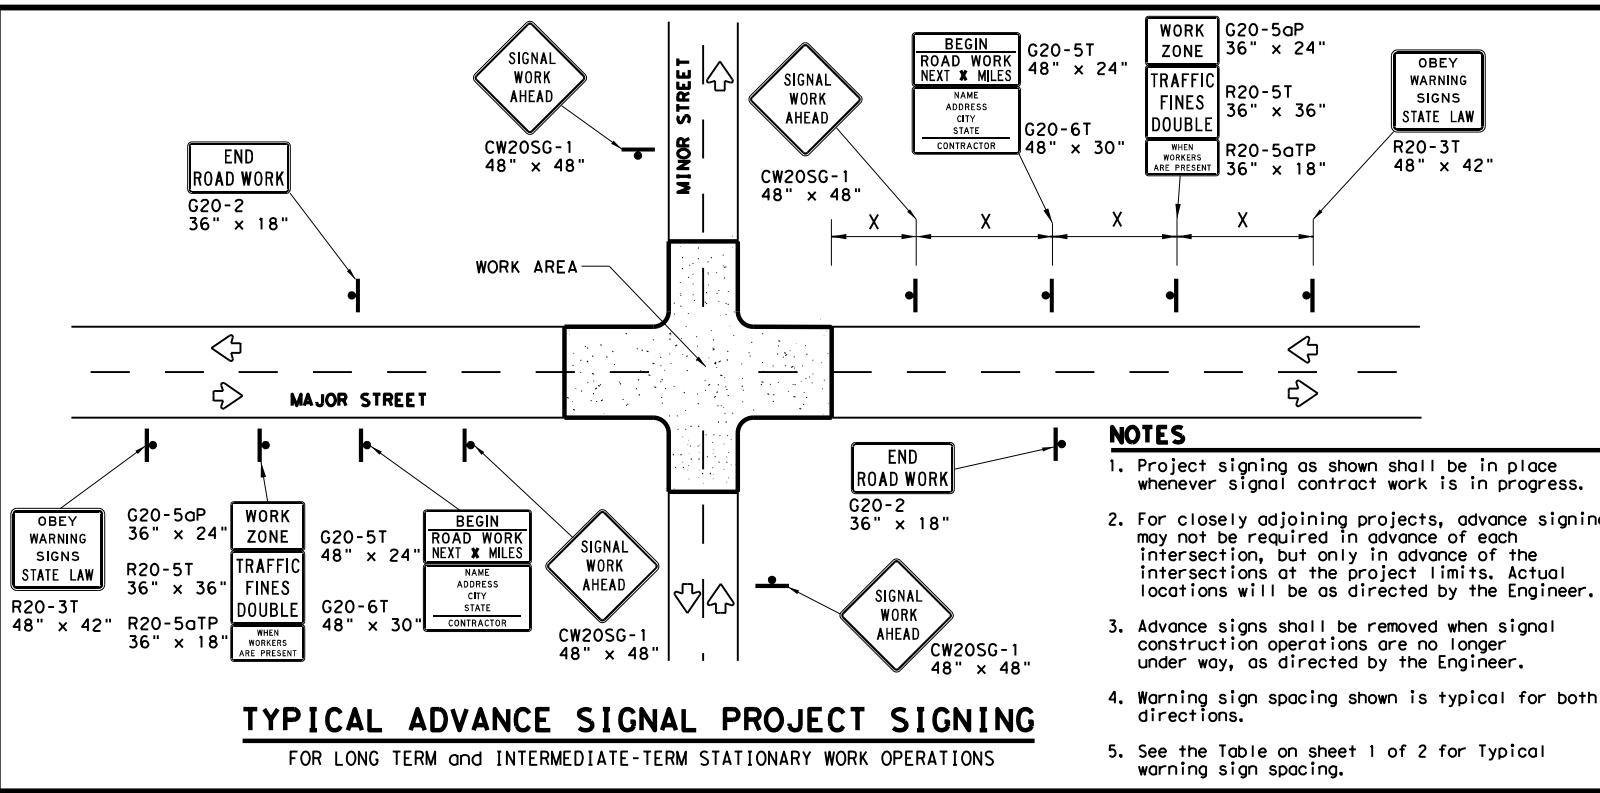 SIGNAL
WORK
AHEAD
CW20SG-1
48" x 48"
END
ROAD WORK
G20-2
36" x 18"
MINOR STREET
SIGNAL
WORK
AHEAD
CW20SG-1
48" x 48"
BEGIN
ROAD WORK
NEXT X MILES
NAME
ADDRESS
CITY
STATE
CONTRACTOR
G20-5T
48" x 24"
G20-6T
48" x 30"
WORK
ZONE
TRAFFIC
FINES
DOUBLE
WHEN
WORKERS
ARE PRESENT
G20-5aP
36" x 24"
R20-5T
36" x 36"
R20-5aTP
36" x 18"
OBEY
WARNING
SIGNS
STATE LAW
R20-3T
48" x 42"
X X X X
WORK AREA
MAJOR STREET
OBEY
WARNING
SIGNS
STATE LAW
R20-3T
48" x 42"
G20-5aP
36" x 24"
R20-5T
36" x 36"
R20-5aTP
36" x 18"
WORK
ZONE
TRAFFIC
FINES
DOUBLE
WHEN
WORKERS
ARE PRESENT
G20-5T
48" x 24"
G20-6T
48" x 30"
BEGIN
ROAD WORK
NEXT X MILES
NAME
ADDRESS
CITY
STATE
CONTRACTOR
SIGNAL
WORK
AHEAD
CW20SG-1
48" x 48"
END
ROAD WORK
G20-2
36" x 18"
SIGNAL
WORK
AHEAD
CW20SG-1
48" x 48"
TYPICAL ADVANCE SIGNAL PROJECT SIGNING
FOR LONG TERM and INTERMEDIATE-TERM STATIONARY WORK OPERATIONS
NOTES
1. Project signing as shown shall be in place
whenever signal contract work is in progress.
2. For closely adjoining projects, advance signing
may not be required in advance of each
intersection, but only in advance of the
intersections at the project limits. Actual
locations will be as directed by the Engineer.
3. Advance signs shall be removed when signal
construction operations are no longer
under way, as directed by the Engineer.
4. Warning sign spacing shown is typical for both
directions.
5. See the Table on sheet 1 of 2 for Typical
warning sign spacing.